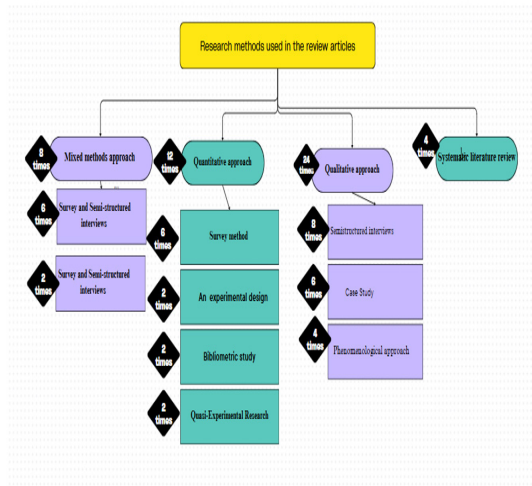 Research methods used in the review articles
8
times
Mixed methods approach
12
times
Quantitative approach
24
times
Qualitative approach
4
times
Systematic literature review
6
times
Survey and Semi-structured
interviews
2
times
Survey and Semi-structured
interviews
6
times
Survey method
2
times
An experimental design
2
times
Bibliometric study
2
times
Quasi-Experimental Research
8
times
Semistructured interviews
6
times
Case Study
4
times
Phenomenological approach